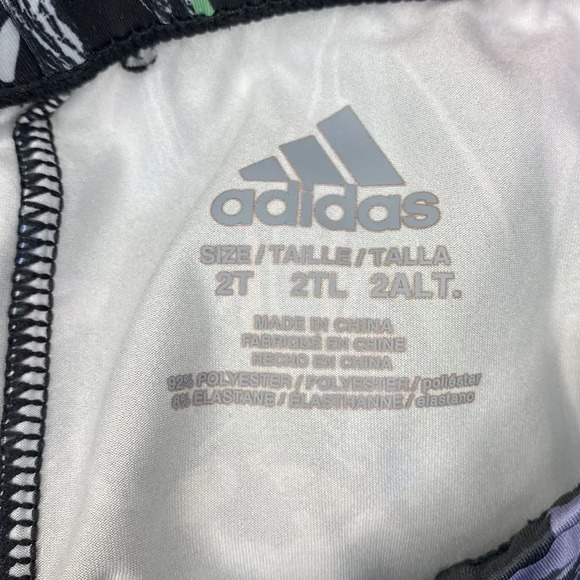 adidas
SIZE / TAILLE / TALLA
2T 2TL 2ALT.
MADE IN CHINA
FABRIQUÉ EN CHINE
HECHO EN CHINA
92% POLYESTER / POLYESTER / poliéster
ELASTANE / ÉLASTHANNE / elastano